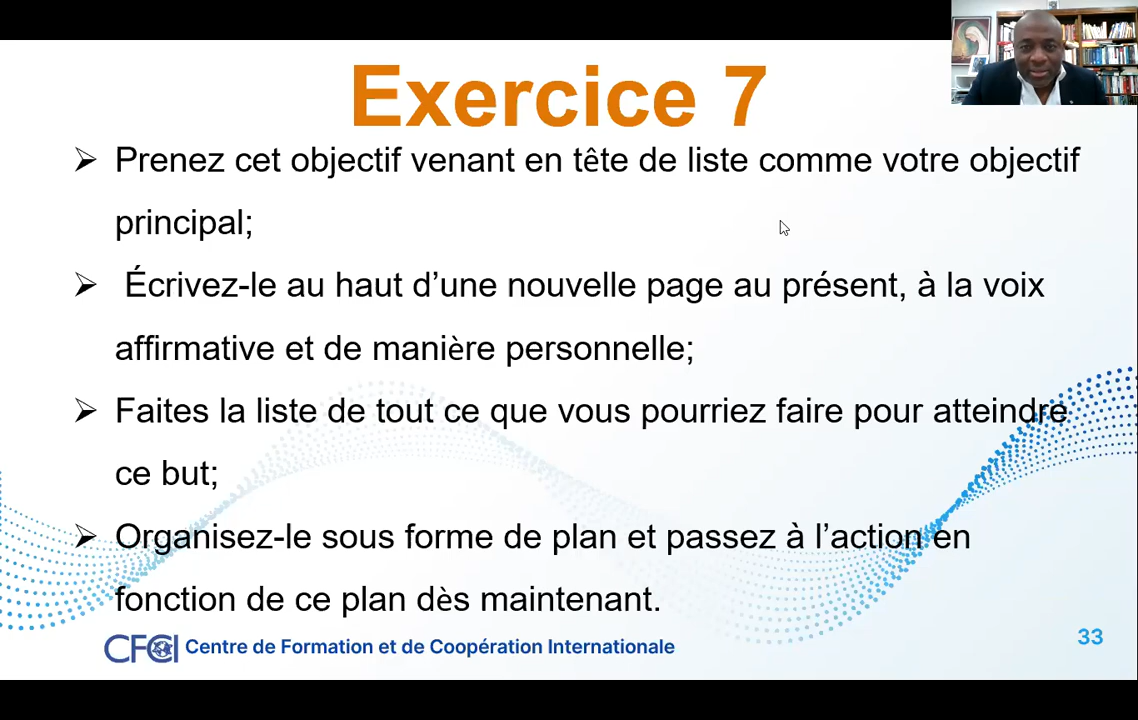 Exercice 7
➢ Prenez cet objectif venant en tête de liste comme votre objectif
principal;
➢ Écrivez-le au haut d’une nouvelle page au présent, à la voix
affirmative et de manière personnelle;
➢ Faites la liste de tout ce que vous pourriez faire pour atteindre
ce but;
➢ Organisez-le sous forme de plan et passez à l’action en
fonction de ce plan dès maintenant.
CFCI Centre de Formation et de Coopération Internationale
33